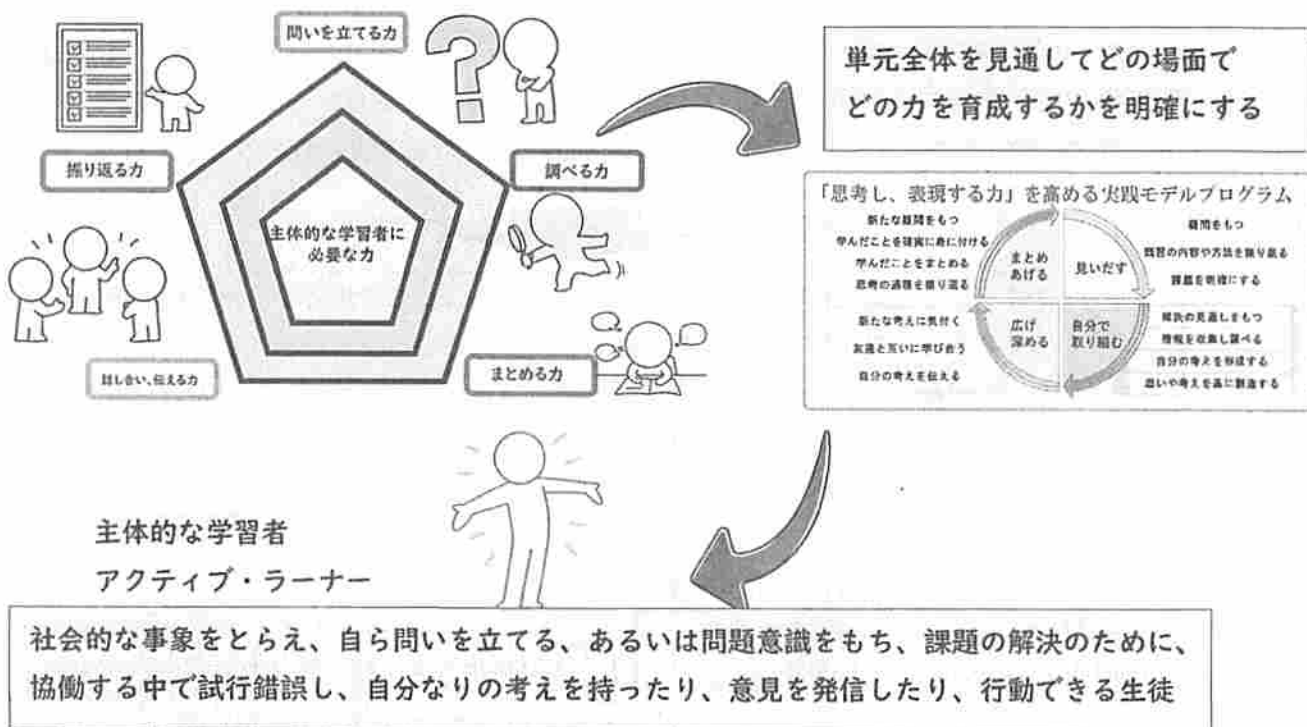 問いを立てる力
振り返る力
調べる力
主体的な学習者に
必要な力
話し合い、伝える力
まとめる力
単元全体を見通してどの場面で
どの力を育成するかを明確にする
「思考し、表現する力」を高める実践モデルプログラム
新たな疑問をもつ
学んだことを確実に身に付ける
学んだことをまとめる
思考の過程を振り返る
まとめ
あげる
見いだす
疑問をもつ
既習の内容や方法を振り返る
課題を明確にする
新たな考えに気付く
友達と互いに学び合う
自分の考えを伝える
広げ
深める
自分で
取り組む
解決の見通しをもつ
情報を収集し調べる
自分の考えを形成する
思いや考えを基に創造する
主体的な学習者
アクティブ・ラーナー
社会的な事象をとらえ、自ら問いを立てる、あるいは問題意識をもち、課題の解決のために、
協働する中で試行錯誤し、自分なりの考えを持ったり、意見を発信したり、行動できる生徒